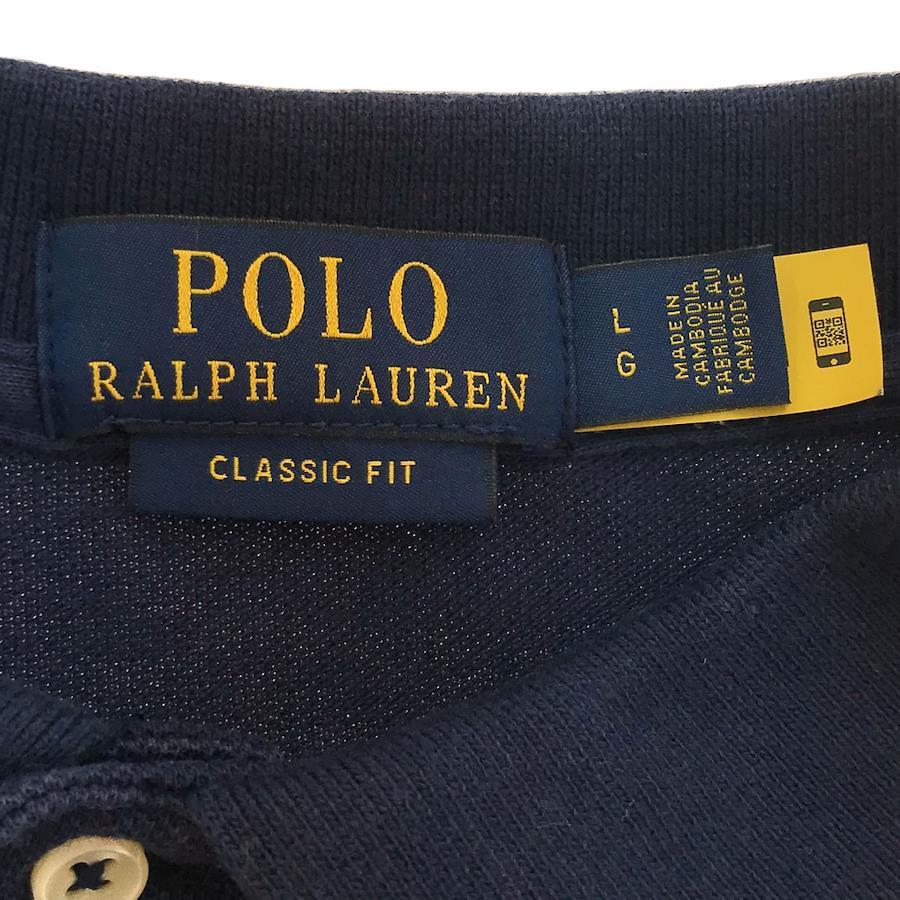 POLO
RALPH LAUREN
CLASSIC FIT
L
G
MADE IN
CAMBODIA
FABRIQUÉ AU
CAMBODGE